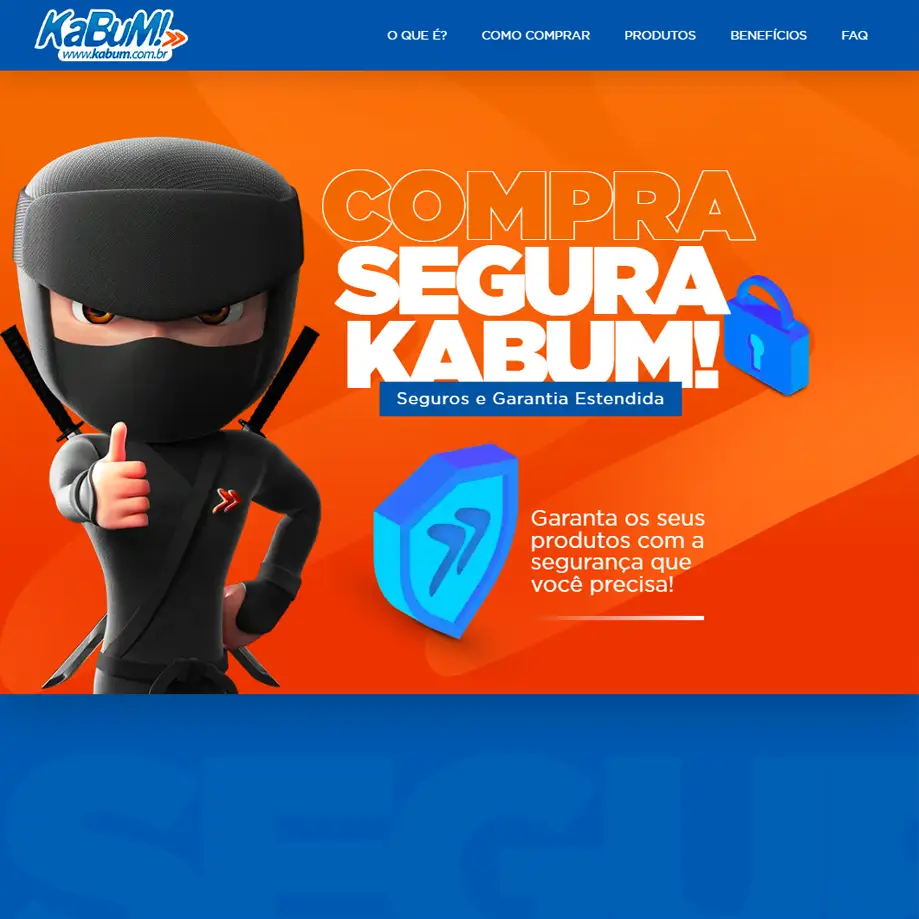 KaBuM!
www.kabum.com.br
O QUE É?
COMO COMPRAR
PRODUTOS
BENEFÍCIOS
FAQ
COMPRA
SEGURA
KABUM!
Seguros e Garantia Estendida
Garanta os seus
produtos com a
segurança que
você precisa!
SEGUR